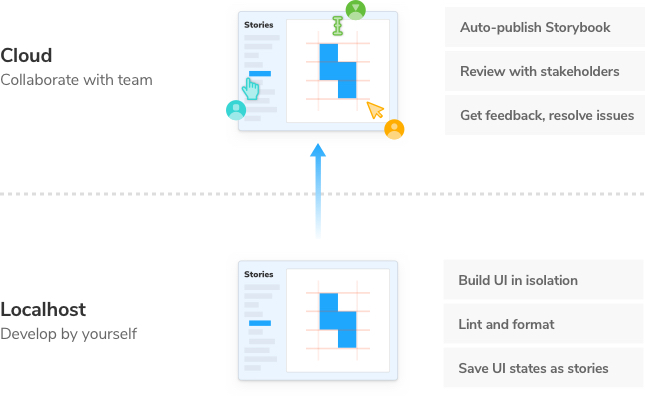 Stories
Cloud
Collaborate with team
Auto-publish Storybook
Review with stakeholders
Get feedback, resolve issues
Stories
Localhost
Develop by yourself
Build UI in isolation
Lint and format
Save UI states as stories